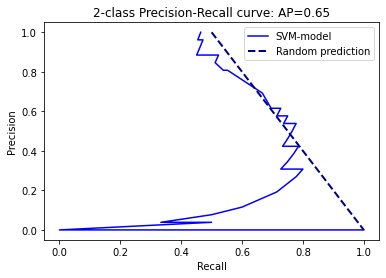 2-class Precision-Recall curve: AP=0.65
SVM-model
Random prediction
Precision
1.0
0.8
0.6
0.4
0.2
0.0
0.0 0.2 0.4 0.6 0.8 1.0
Recall